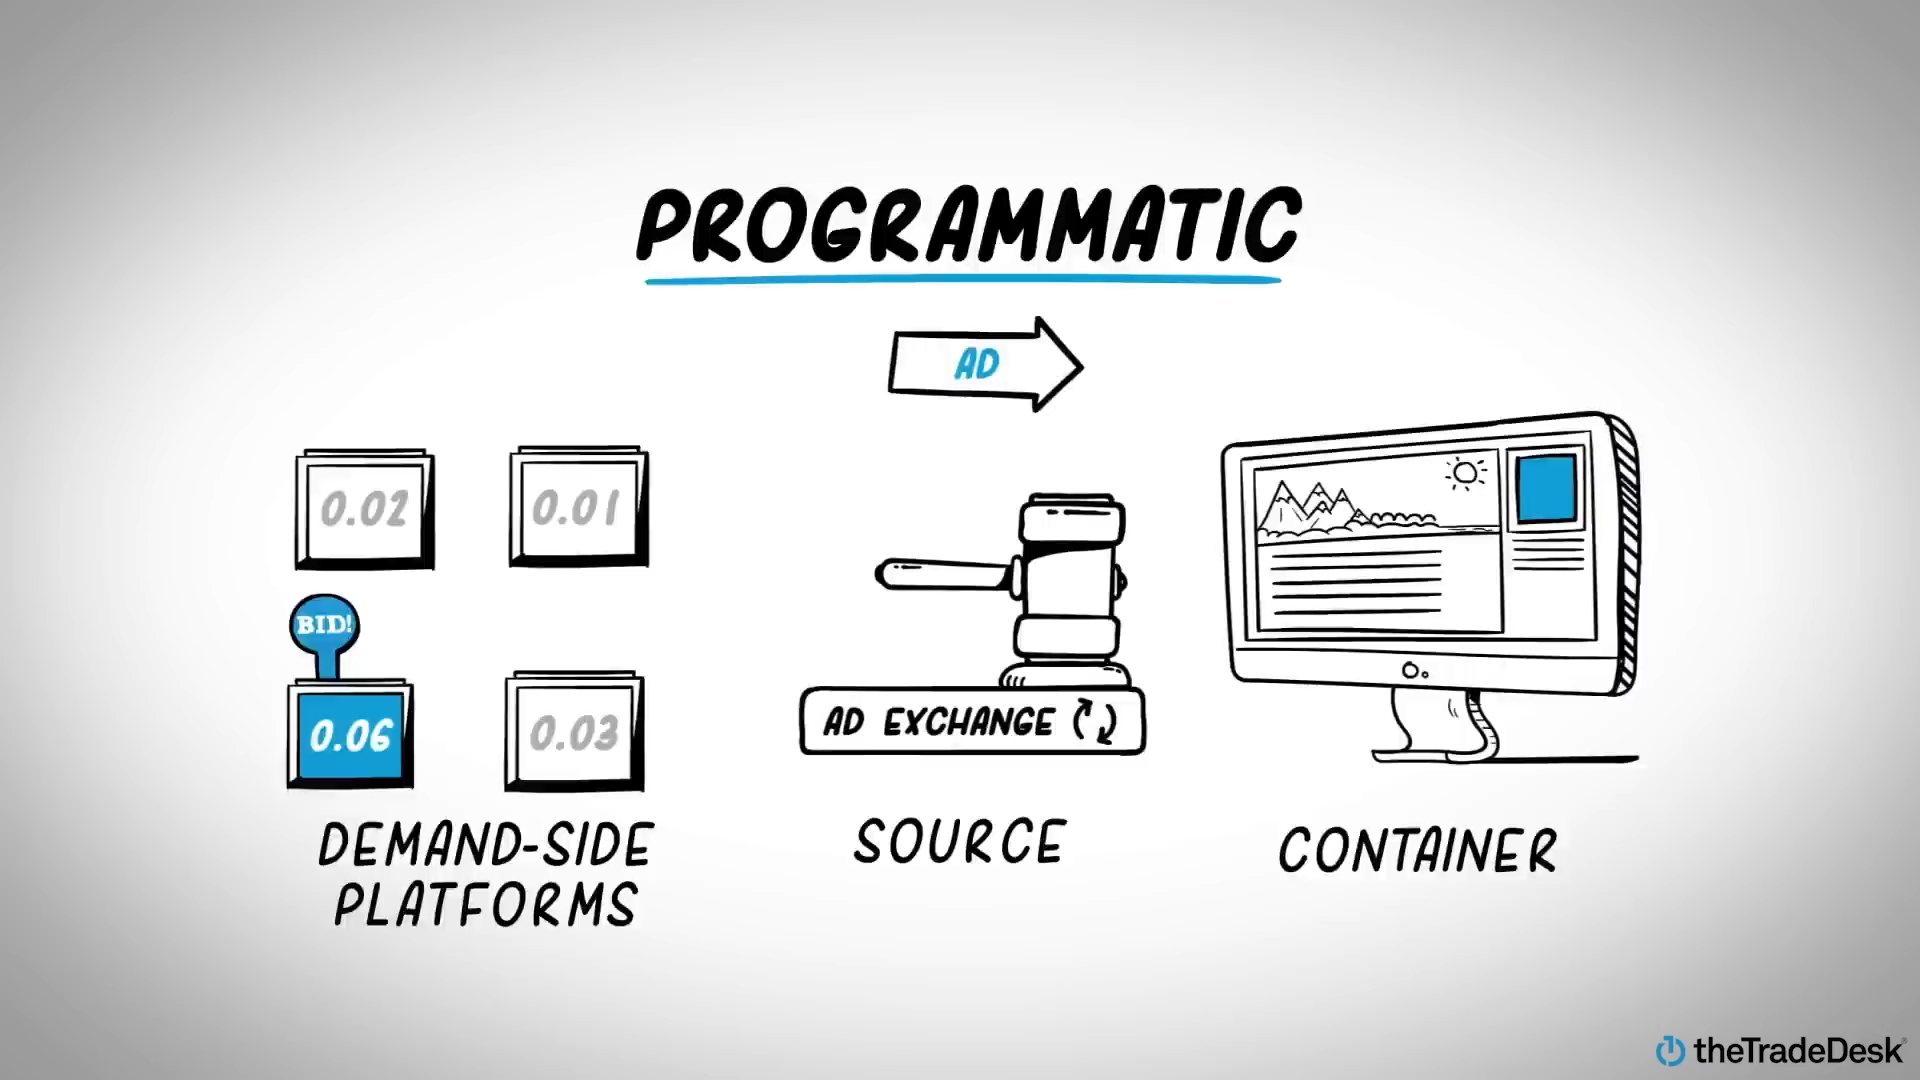 PROGRAMMATIC
AD
0.02
0.01
BID!
0.06
0.03
AD EXCHANGE
DEMAND-SIDE
PLATFORMS
SOURCE
CONTAINER
theTradeDesk